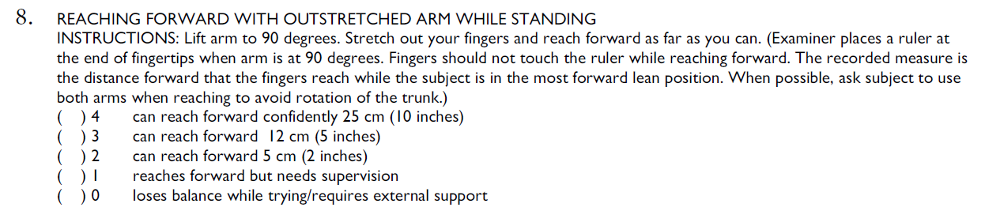 8. REACHING FORWARD WITH OUTSTRETCHED ARM WHILE STANDING
INSTRUCTIONS: Lift arm to 90 degrees. Stretch out your fingers and reach forward as far as you can. (Examiner places a ruler at
the end of fingertips when arm is at 90 degrees. Fingers should not touch the ruler while reaching forward. The recorded measure is
the distance forward that the fingers reach while the subject is in the most forward lean position. When possible, ask subject to use
both arms when reaching to avoid rotation of the trunk.)
( ) 4 can reach forward confidently 25 cm (10 inches)
( ) 3 can reach forward 12 cm (5 inches)
( ) 2 can reach forward 5 cm (2 inches)
( ) 1 reaches forward but needs supervision
( ) 0 loses balance while trying/requires external support